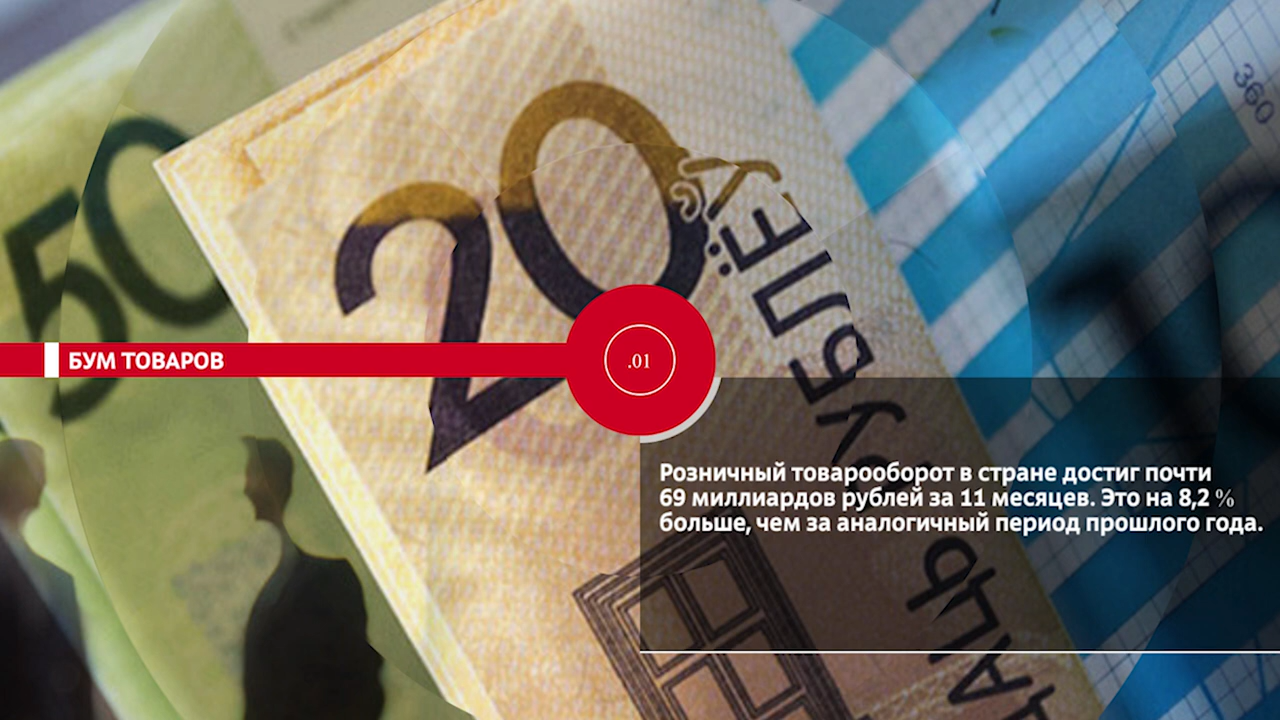 50
20
РУБЛЁЎ
360
БУМ ТОВАРОВ
.01
Розничный товарооборот в стране достиг почти
69 миллиардов рублей за 11 месяцев. Это на 8,2 %
больше, чем за аналогичный период прошлого года.